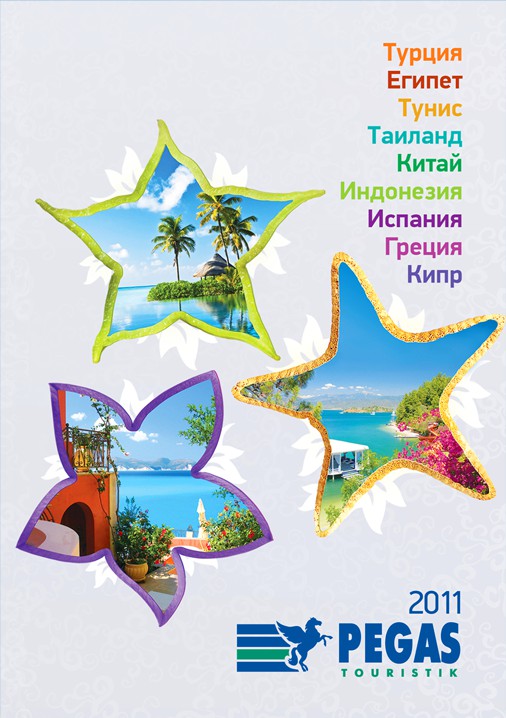 Турция
Египет
Тунис
Таиланд
Китай
Индонезия
Испания
Греция
Кипр
2011
PEGAS
TOURISTIK